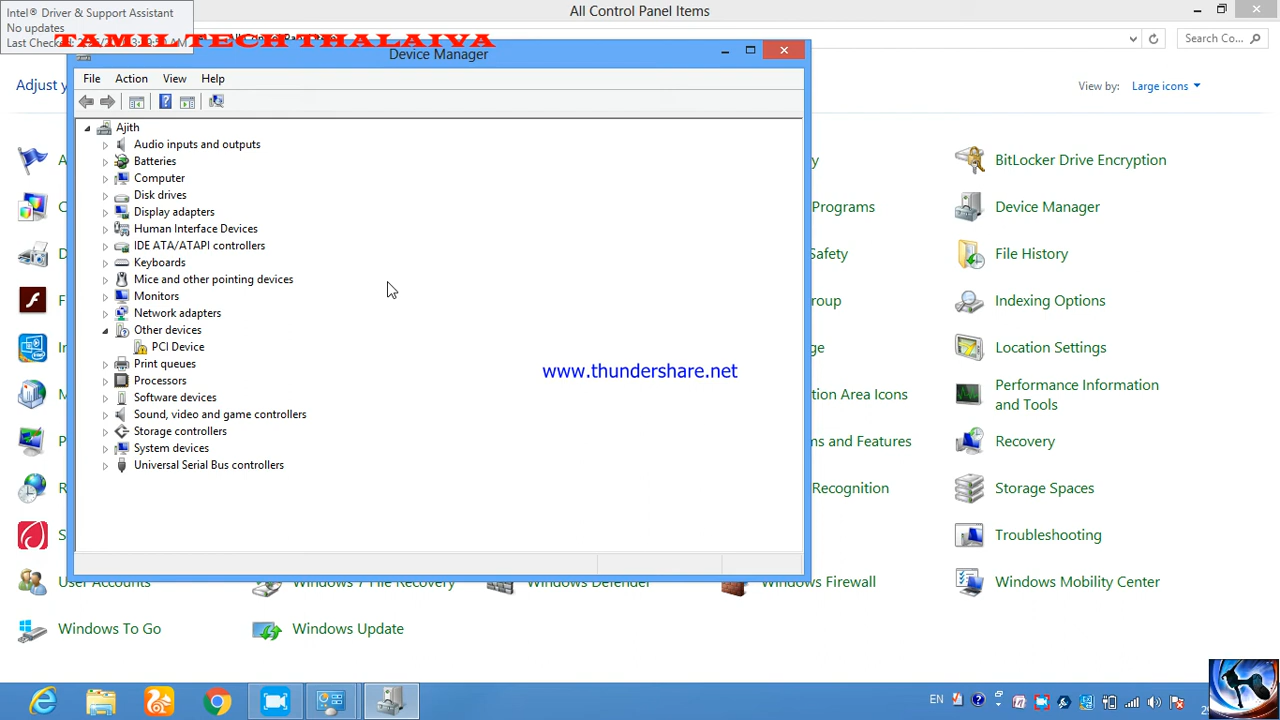 Intel® Driver & Support Assistant
No updates
Last Checked:
TAMILTECH THALAIVA
All Control Panel Items
Search Co...
Device Manager
File Action View Help
Adjust y
View by: Large icons
Ajith
Audio inputs and outputs
Batteries
Computer
Disk drives
Display adapters
Human Interface Devices
IDE ATA/ATAPI controllers
Keyboards
Mice and other pointing devices
Monitors
Network adapters
Other devices
PCI Device
Print queues
Processors
Software devices
Sound, video and game controllers
Storage controllers
System devices
Universal Serial Bus controllers
www.thundershare.net
BitLocker Drive Encryption
Programs
Device Manager
Safety
File History
Indexing Options
Location Settings
tion Area Icons
Performance Information
and Tools
ms and Features
Recovery
Recognition
Storage Spaces
Troubleshooting
User Accounts
Windows 7 File Recovery
Windows Defender
Windows Firewall
Windows Mobility Center
Windows To Go
Windows Update
EN